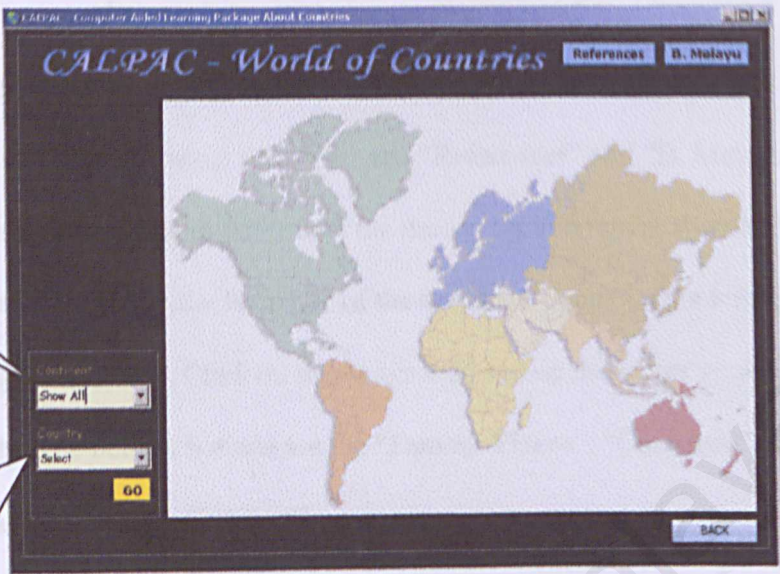 CALPAC - Computer Aided Learning Package About Countries
CALPAC - World of Countries
References
B. Melayu
Continent
Show All
Country
Select
GO
BACK